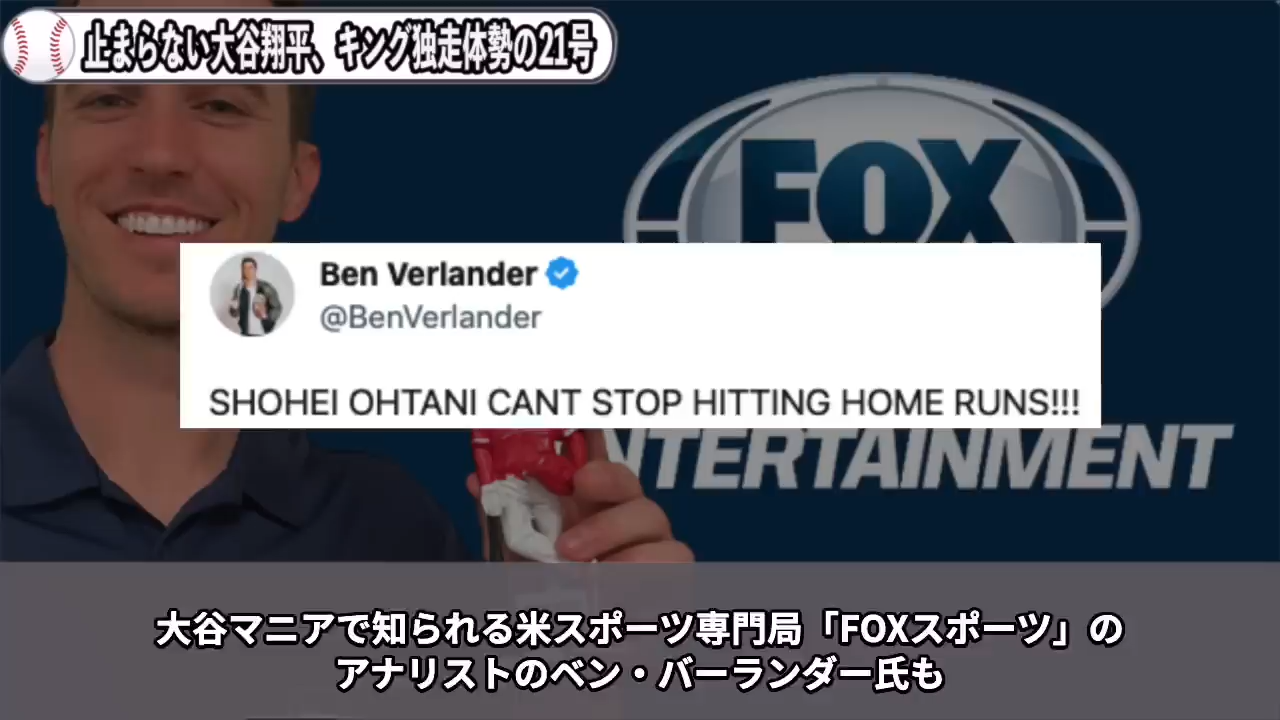 止まらない大谷翔平、キング独走体勢の21号
FOX
Ben Verlander
@BenVerlander
SHOHEI OHTANI CANT STOP HITTING HOME RUNS!!!
NTERTAINMENT
大谷マニアで知られる米スポーツ専門局「FOXスポーツ」の
アナリストのベン・バーランダー氏も